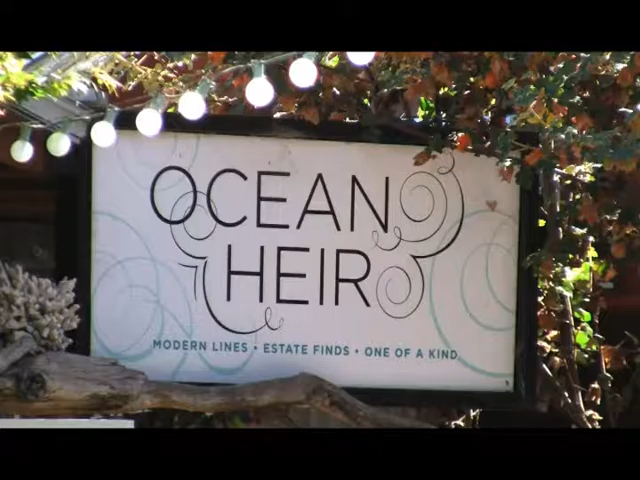 OCEAN
HEIR
MODERN LINES • ESTATE FINDS • ONE OF A KIND